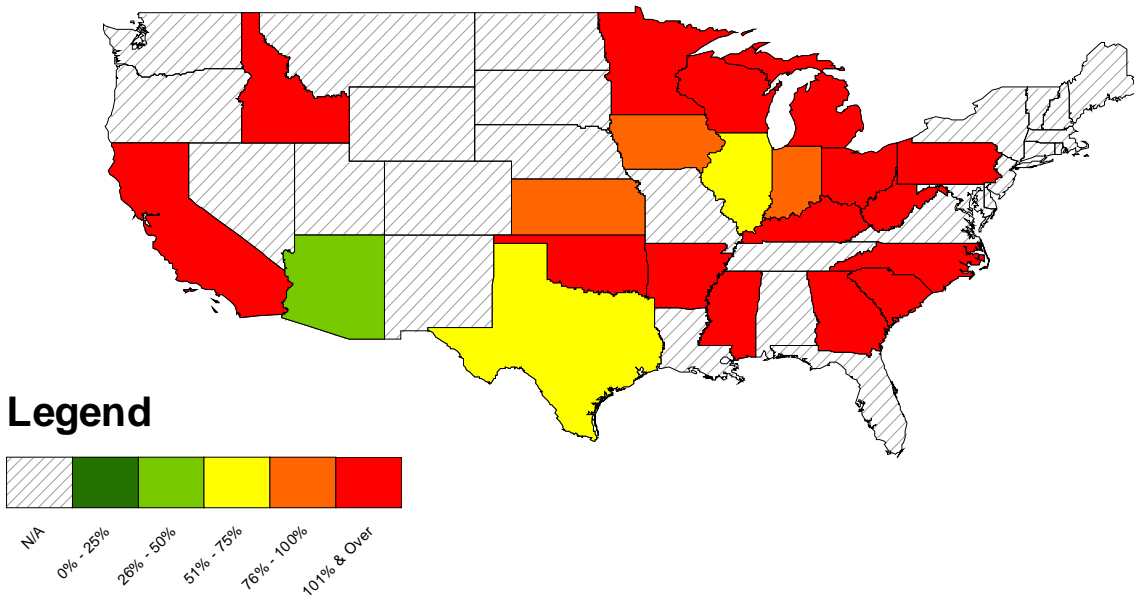 Legend
N/A
0% - 25%
26% - 50%
51% - 75%
76% - 100%
101% & Over